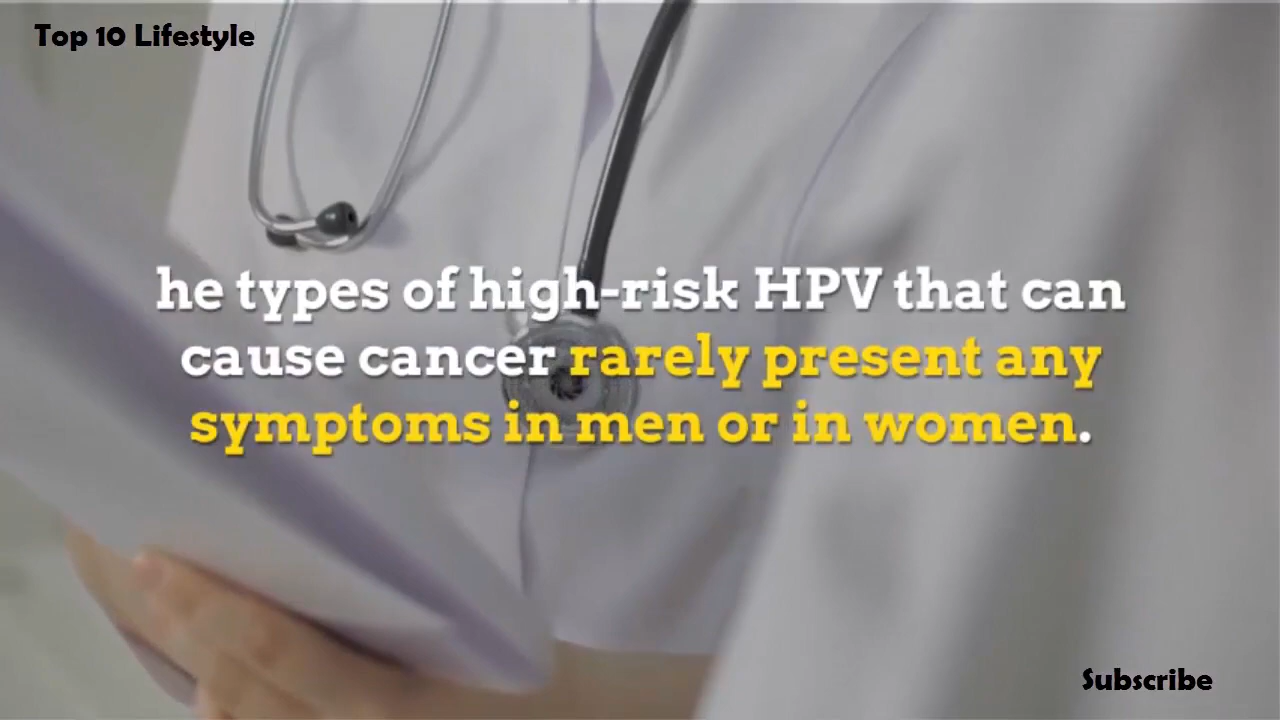 Top 10 Lifestyle
he types of high-risk HPV that can
cause cancer rarely present any
symptoms in men or in women.
Subscribe